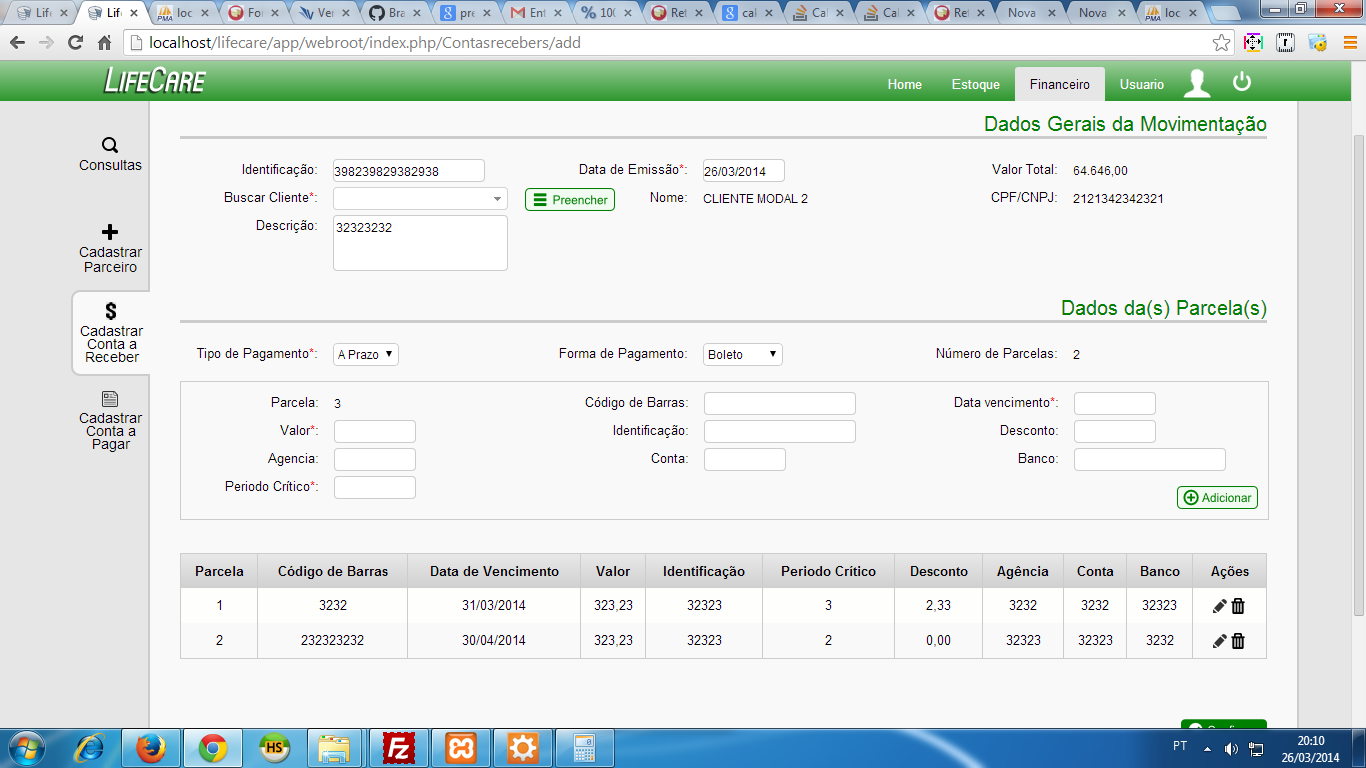 Life
Life
loc
For
Ver
Bra
pre
Ent
% 100
Ret
cal
Cal
Cal
Ret
Nova
Nova
loc
localhost/lifecare/app/webroot/index.php/Contasrecebers/add
LIFECARE
Home Estoque Financeiro Usuario
Consultas
Cadastrar
Parceiro
$
Cadastrar
Conta a
Receber
Cadastrar
Conta a
Pagar
Dados Gerais da Movimentação
Identificação: 398239829382938 Data de Emissão*: 26/03/2014 Valor Total: 64.646,00
Buscar Cliente*: Preencher Nome: CLIENTE MODAL 2 CPF/CNPJ: 2121342342321
Descrição: 32323232
Dados da(s) Parcela(s)
Tipo de Pagamento*: A Prazo Forma de Pagamento: Boleto Número de Parcelas: 2
Parcela: 3 Código de Barras: Data vencimento*:
Valor*: Identificação: Desconto:
Agencia: Conta: Banco:
Periodo Crítico*:
Adicionar
Parcela Código de Barras Data de Vencimento Valor Identificação Periodo Crítico Desconto Agência Conta Banco Ações
1 3232 31/03/2014 323,23 32323 3 2,33 3232 3232 32323
2 232323232 30/04/2014 323,23 32323 2 0,00 32323 32323 3232
HS
Fz
PT
20:10
26/03/2014